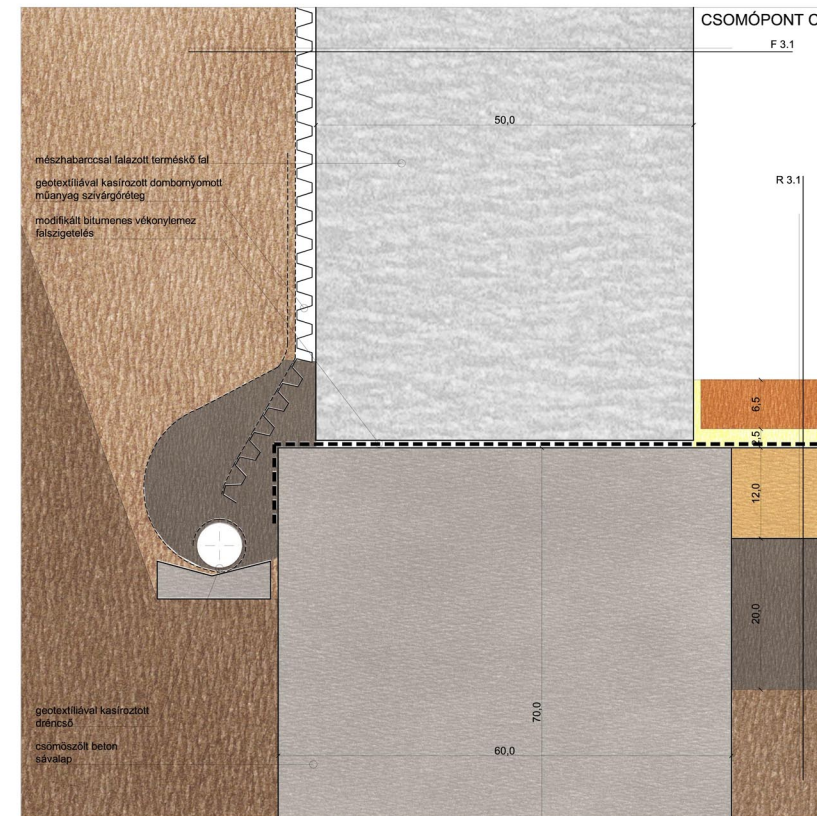 CSOMÓPONT C
F 3.1
50,0
mészhabarccsal falazott terméskő fal
R 3.1
geotextíliával kasírozott dombornyomott
műanyag szivárgóréteg
modifikált bitumenes vékonylemez
falszigetelés
6,5
12,0
20,0
geotextíliával kasíroztott
dréncső
70,0
csömöszölt beton
sávalap
60,0